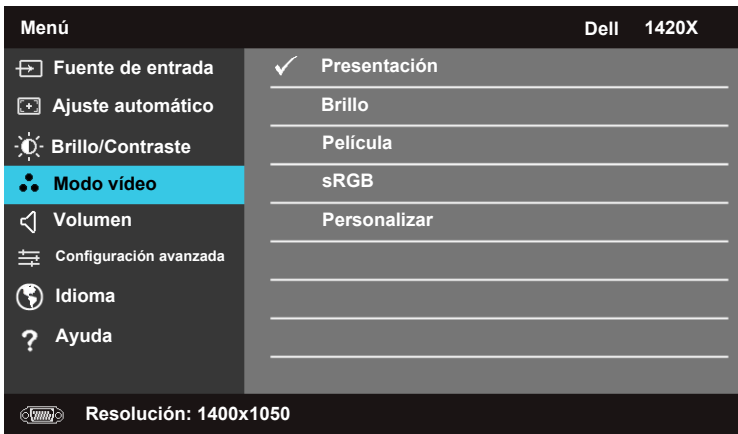 Menú Dell 1420X
Fuente de entrada
Ajuste automático
Brillo/Contraste
Modo vídeo
Volumen
Configuración avanzada
Idioma
? Ayuda
Presentación
Brillo
Película
sRGB
Personalizar
Resolución: 1400x1050